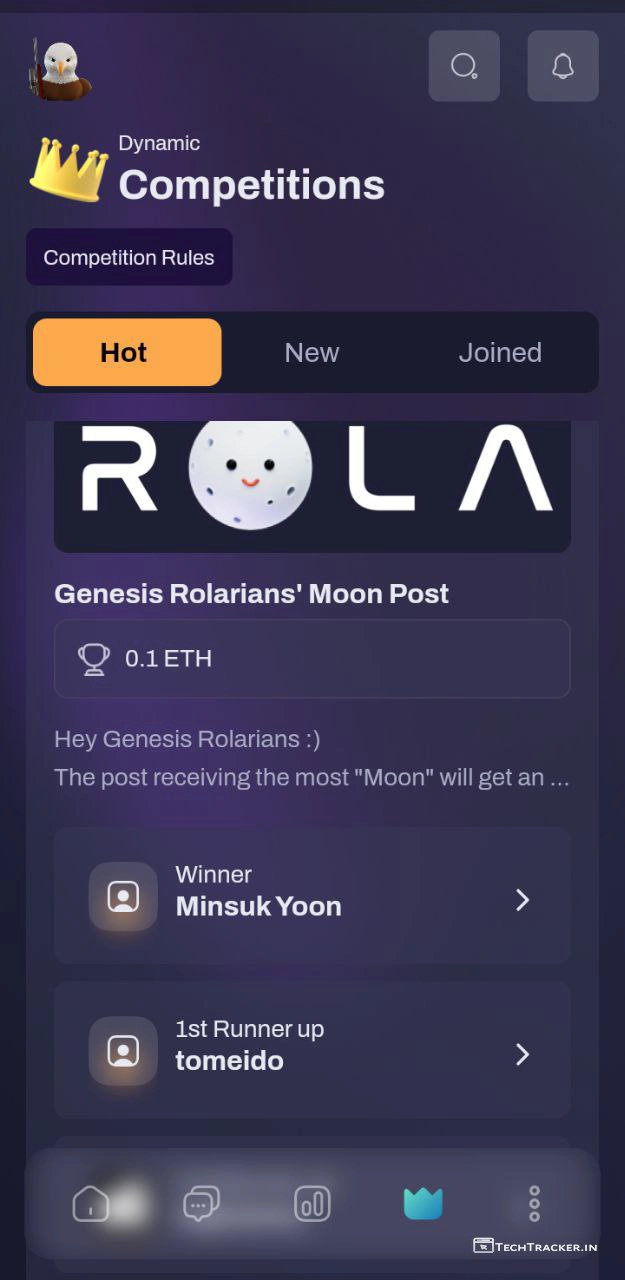 Dynamic
Competitions
Competition Rules
Hot
New
Joined
ROLA
Genesis Rolarians' Moon Post
0.1 ETH
Hey Genesis Rolarians :)
The post receiving the most "Moon" will get an ...
Winner
Minsuk Yoon
1st Runner up
tomeido
TECHTRACKER.IN